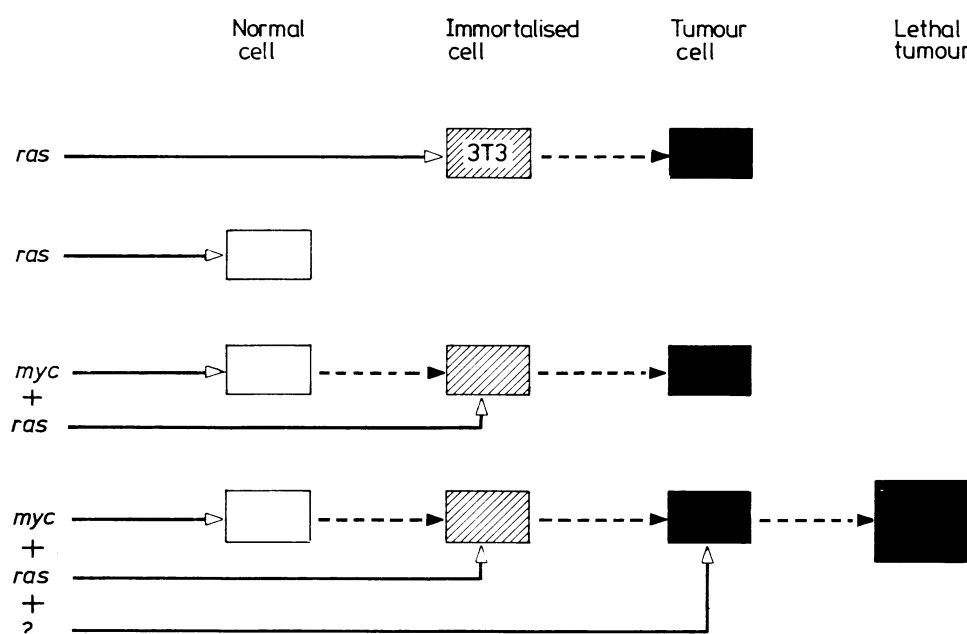 Normal cell
Immortalised cell
Tumour cell
Lethal tumour
ras
3T3
ras
myc
+
ras
myc
+
ras
+
?